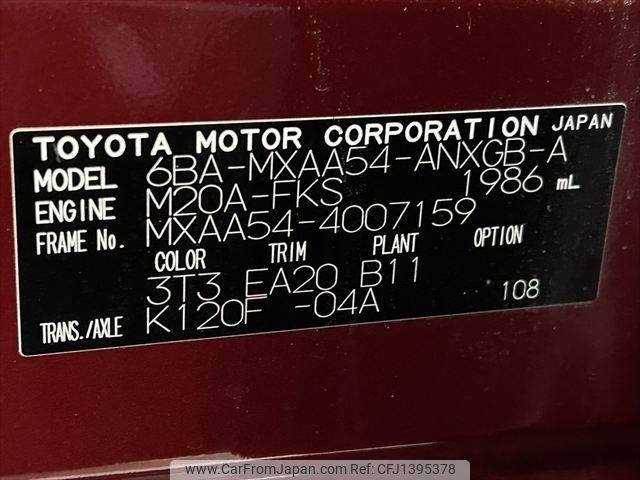 TOYOTA MOTOR CORPORATION JAPAN
MODEL 6BA-MXAA54-ANXGB-A
ENGINE M20A-FKS 1986 mL
FRAME No. MXAA54-4007159
COLOR TRIM PLANT OPTION
3T3 EA20 B11
TRANS./AXLE K120F -04A 108
www.CarFromJapan.com | Ref No. CFJ1395378